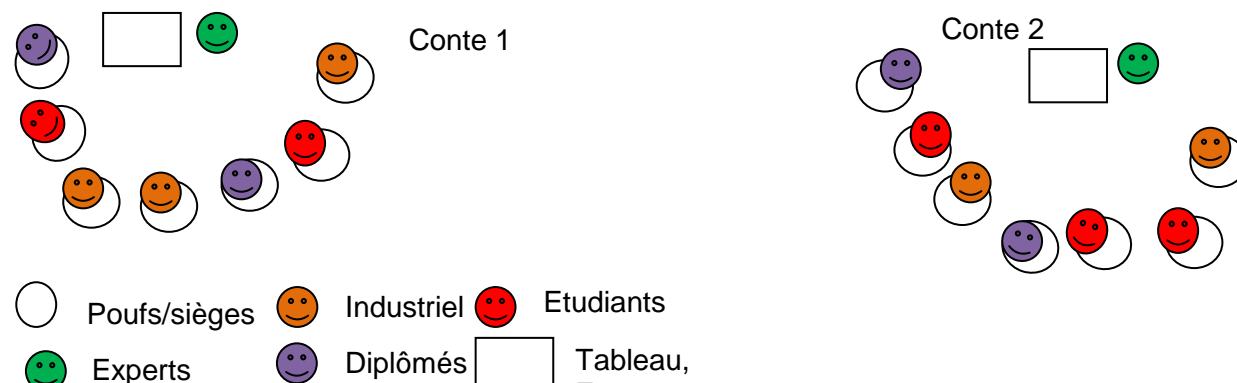 Conte 1
Conte 2
Poufs/sièges
Industriel
Etudiants
Experts
Diplômés
Tableau,